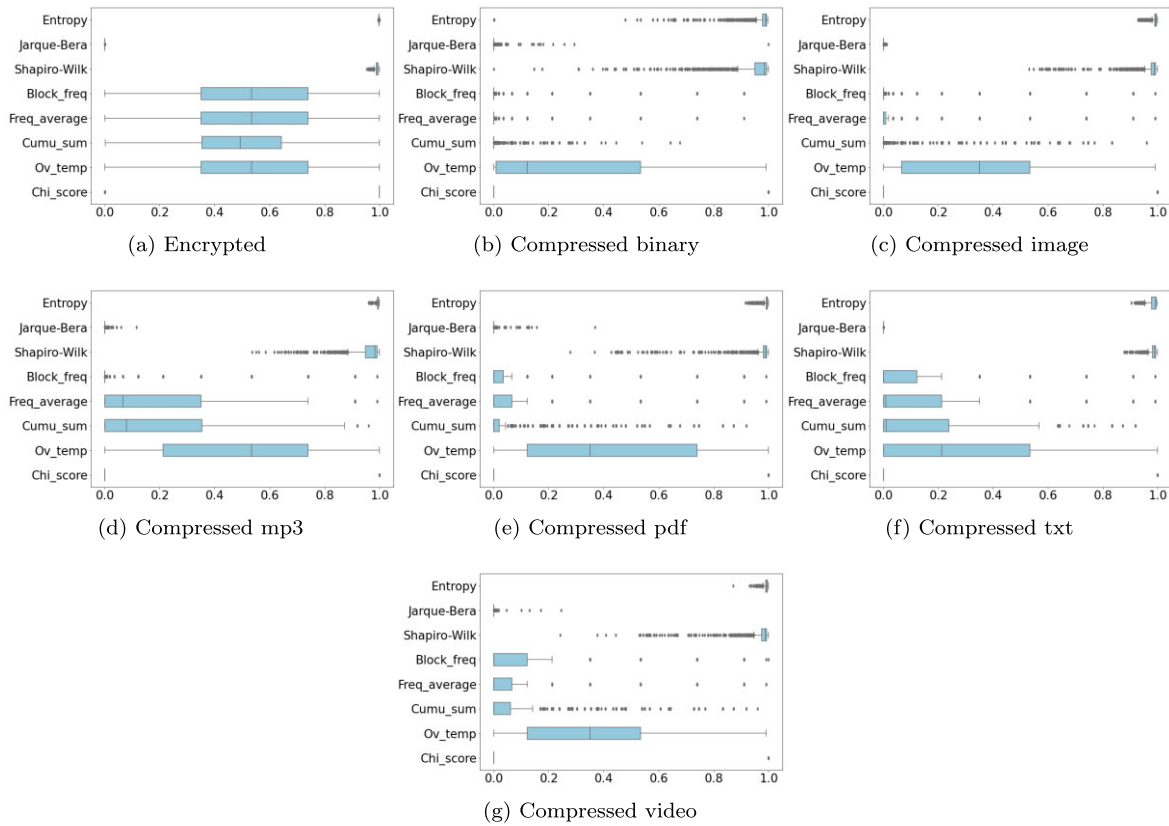 Entropy
Jarque-Bera
Shapiro-Wilk
Block_freq
Freq_average
Cumu_sum
Ov_temp
Chi_score
0.0 0.2 0.4 0.6 0.8 1.0
(a) Encrypted
Entropy
Jarque-Bera
Shapiro-Wilk
Block_freq
Freq_average
Cumu_sum
Ov_temp
Chi_score
0.0 0.2 0.4 0.6 0.8 1.0
(b) Compressed binary
Entropy
Jarque-Bera
Shapiro-Wilk
Block_freq
Freq_average
Cumu_sum
Ov_temp
Chi_score
0.0 0.2 0.4 0.6 0.8 1.0
(c) Compressed image
Entropy
Jarque-Bera
Shapiro-Wilk
Block_freq
Freq_average
Cumu_sum
Ov_temp
Chi_score
0.0 0.2 0.4 0.6 0.8 1.0
(d) Compressed mp3
Entropy
Jarque-Bera
Shapiro-Wilk
Block_freq
Freq_average
Cumu_sum
Ov_temp
Chi_score
0.0 0.2 0.4 0.6 0.8 1.0
(e) Compressed pdf
Entropy
Jarque-Bera
Shapiro-Wilk
Block_freq
Freq_average
Cumu_sum
Ov_temp
Chi_score
0.0 0.2 0.4 0.6 0.8 1.0
(f) Compressed txt
Entropy
Jarque-Bera
Shapiro-Wilk
Block_freq
Freq_average
Cumu_sum
Ov_temp
Chi_score
0.0 0.2 0.4 0.6 0.8 1.0
(g) Compressed video